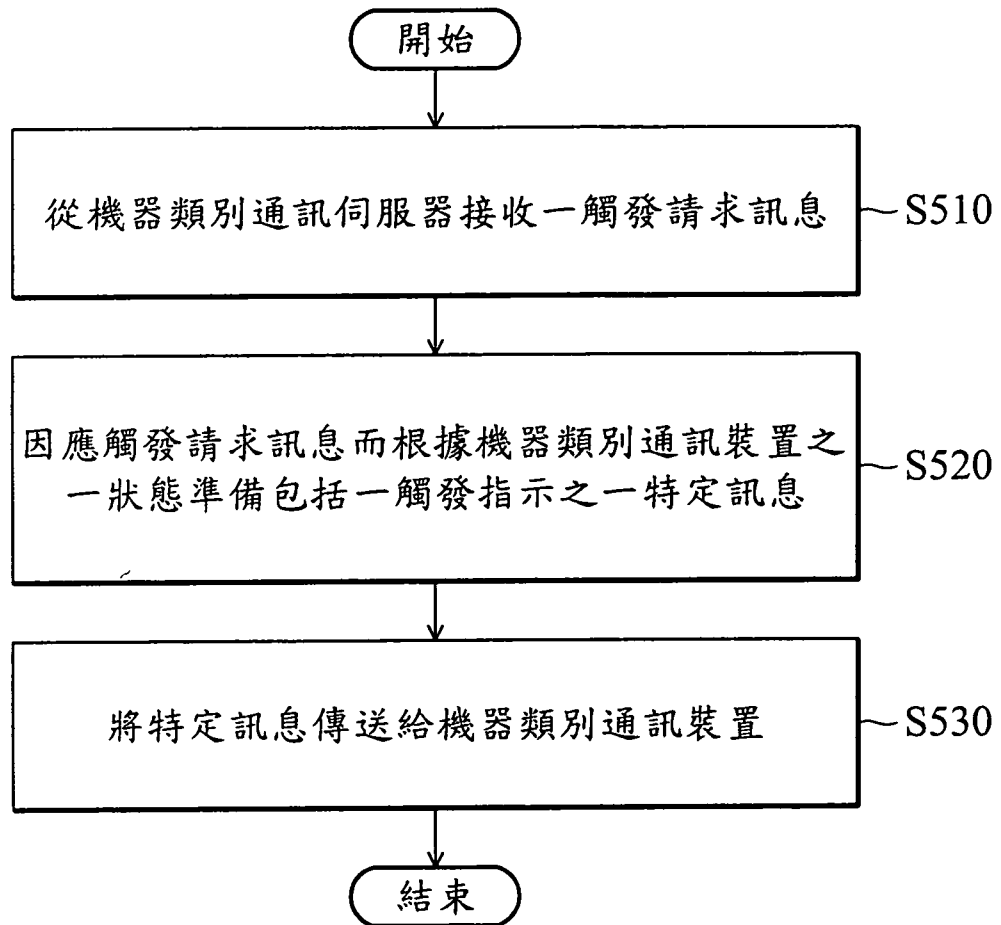 開始
從機器類別通訊伺服器接收一觸發請求訊息
S510
因應觸發請求訊息而根據機器類別通訊裝置之
一狀態準備包括一觸發指示之一特定訊息
S520
將特定訊息傳送給機器類別通訊裝置
S530
結束